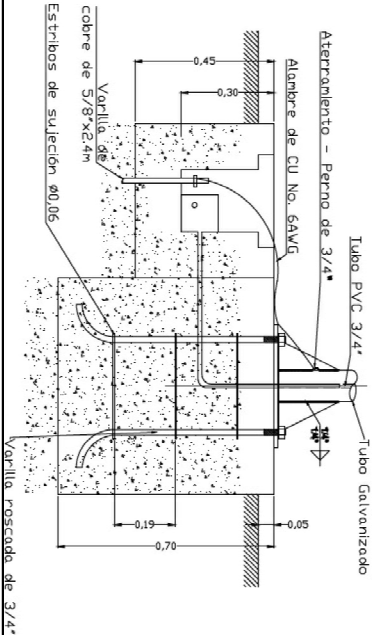 0,45
0,30
Alambre de CU No. 6AWG
Aterramiento - Perno de 3/4"
Tubo PVC 3/4"
Tubo Galvanizado
Varilla de
cobre de 5/8"x2.4m
Estribos de sujeción Ø0,06
0,19
0,05
0,70
Varilla roscada de 3/4"